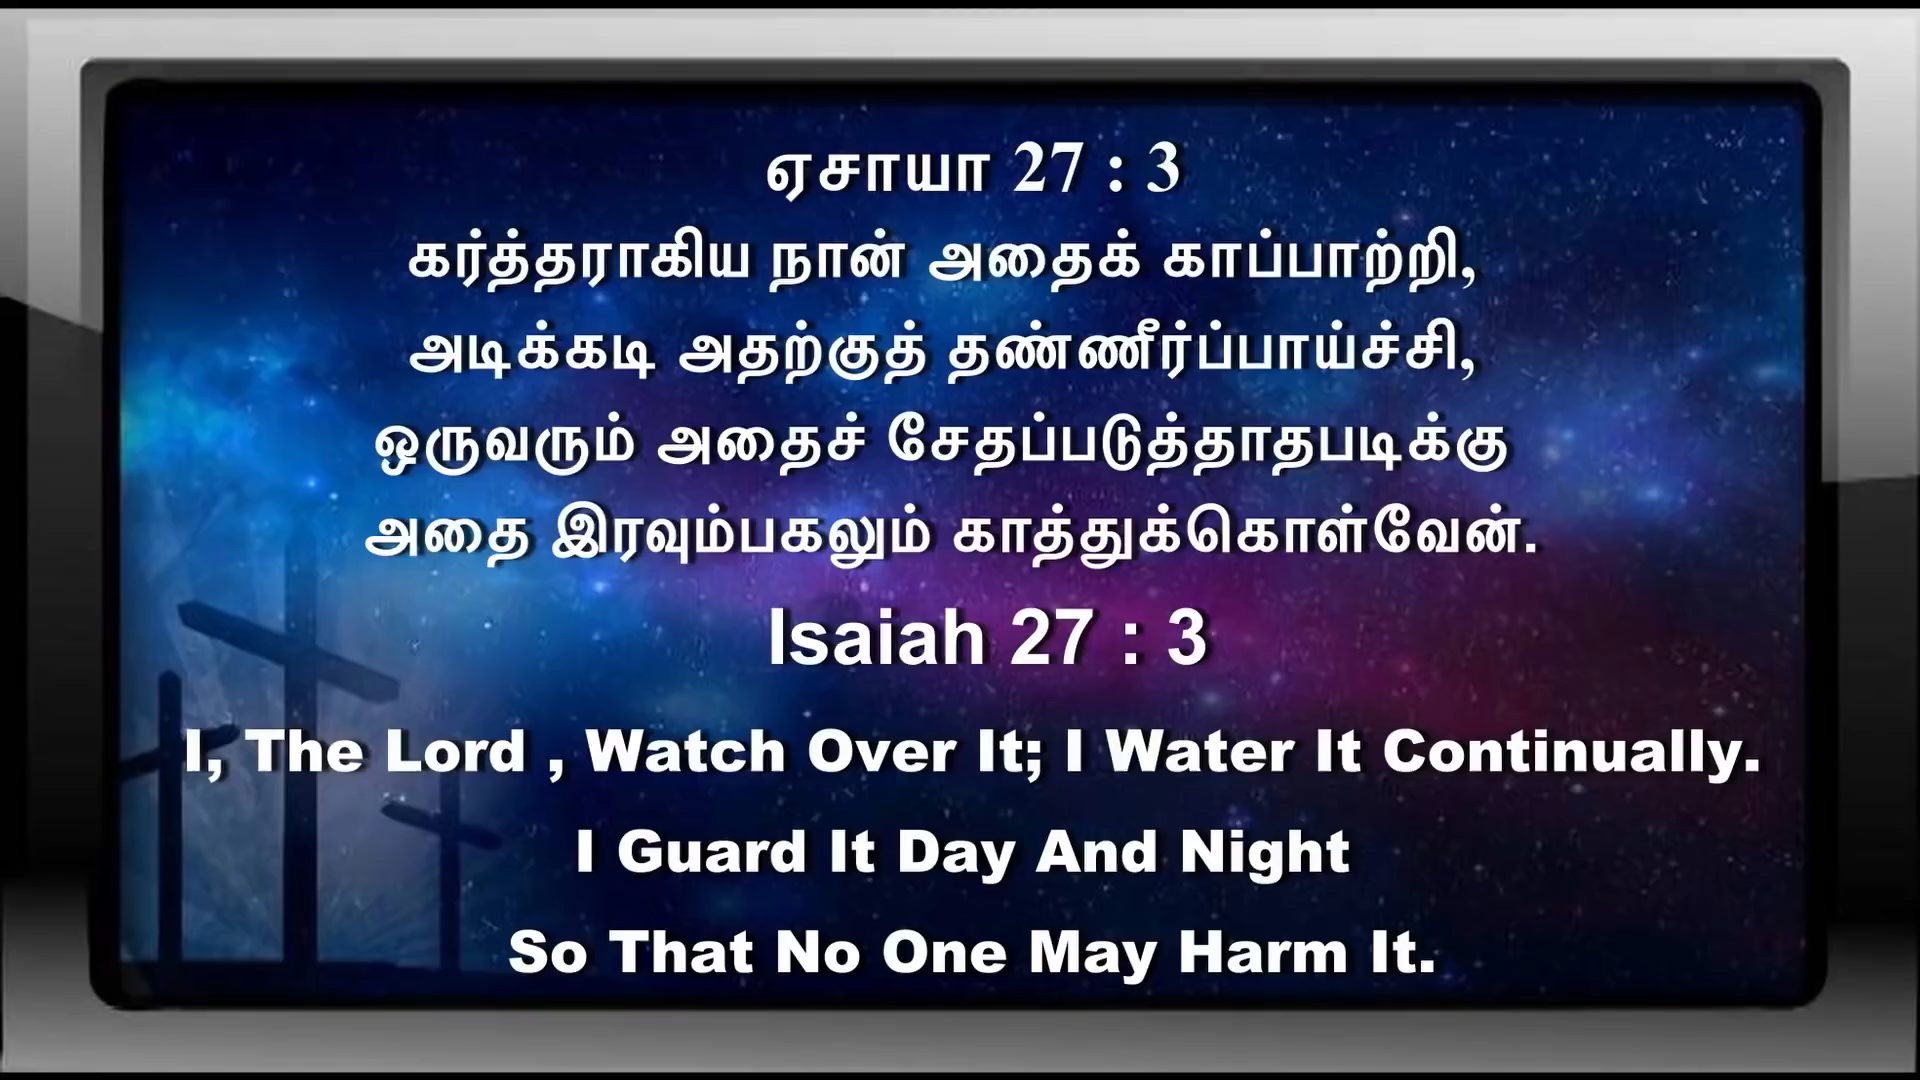 ஏசாயா 27 : 3
கர்த்தராகிய நான் அதைக் காப்பாற்றி,
அடிக்கடி அதற்குத் தண்ணீர்ப்பாய்ச்சி,
ஒருவரும் அதைச் சேதப்படுத்தாதபடிக்கு
அதை இரவும்பகலும் காத்துக்கொள்வேன்.
Isaiah 27 : 3
I, The Lord , Watch Over It; I Water It Continually.
I Guard It Day And Night
So That No One May Harm It.